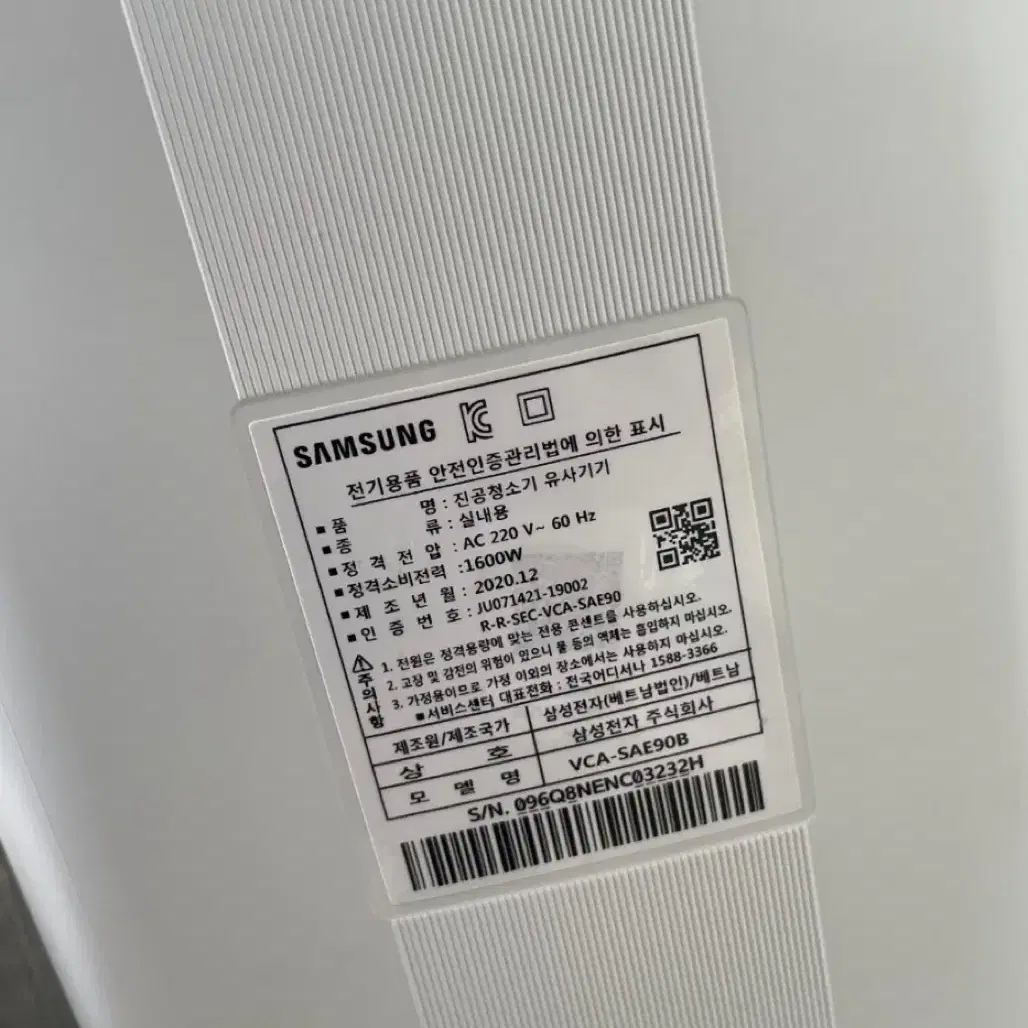 SAMSUNG
전기용품 안전인증관리법에 의한 표시
■ 품 명 : 진공청소기 유사기기
■ 종 류 : 실내용
■ 정 격 전 압 : AC 220 V~ 60 Hz
■ 정격소비전력 : 1600W
■ 제 조 년 월 : 2020.12
■ 인 증 번 호 : JU071421-19002
R-R-SEC-VCA-SAE90
주의사항
1. 전원은 정격용량에 맞는 전용 콘센트를 사용하십시오.
2. 고장 및 감전의 위험이 있으니 물 등의 액체는 흡입하지 마십시오.
3. 가정용이므로 가정 이외의 장소에서는 사용하지 마십시오.
■ 서비스센터 대표전화 : 전국어디서나 1588-3366
제조원/제조국가 삼성전자(베트남법인)/베트남
상 호 삼성전자 주식회사
모 델 명 VCA-SAE90B
S/N. 096Q8NENC03232H